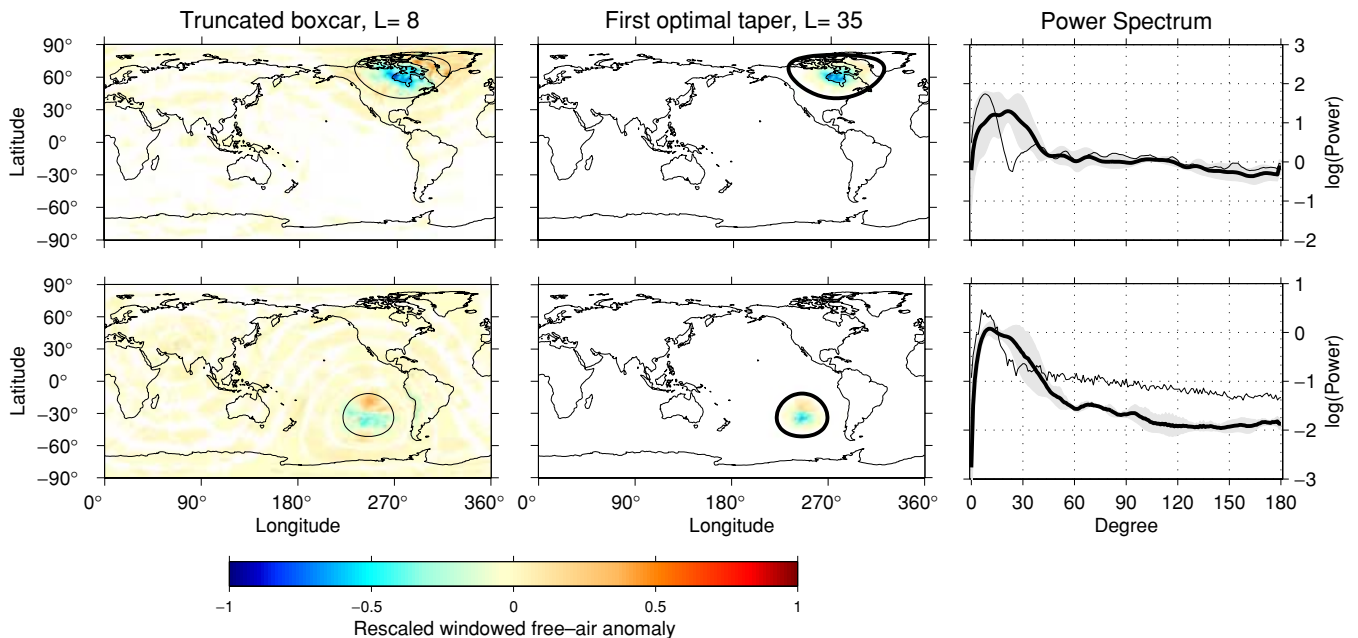 Truncated boxcar, L= 8
First optimal taper, L= 35
Power Spectrum
90°
60°
30°
0°
−30°
−60°
−90°
Latitude
3
2
1
0
−1
−2
log(Power)
90°
60°
30°
0°
−30°
−60°
−90°
Latitude
1
0
−1
−2
−3
log(Power)
0° 90° 180° 270° 360°
Longitude
0° 90° 180° 270° 360°
Longitude
0 30 60 90 120 150 180
Degree
−1 −0.5 0 0.5 1
Rescaled windowed free−air anomaly